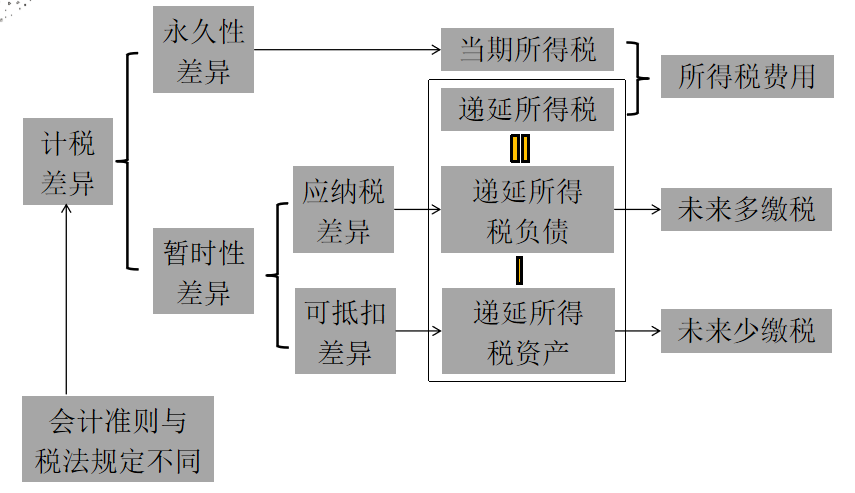 永久性
差异
当期所得税
所得税费用
递延所得税
计税
差异
应纳税
差异
递延所得
税负债
未来多缴税
暂时性
差异
可抵扣
差异
递延所得
税资产
未来少缴税
会计准则与
税法规定不同